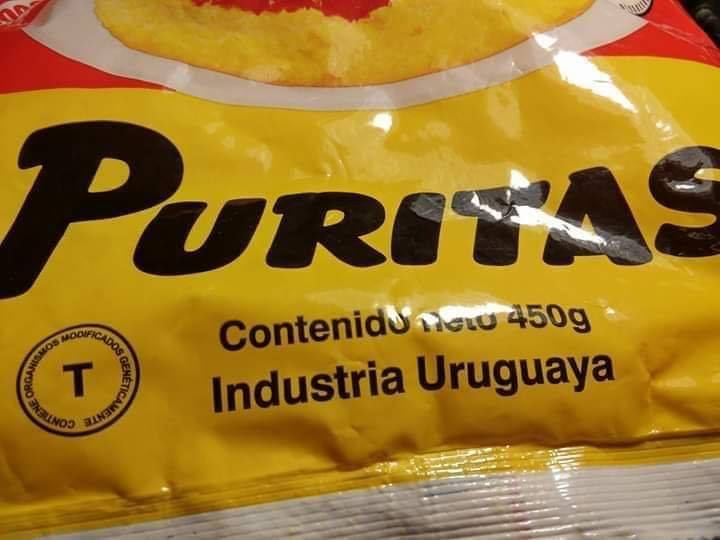 PURITAS
Contenido neto 450g
Industria Uruguaya
CONTIENE ORGANISMOS MODIFICADOS GENÉTICAMENTE
T